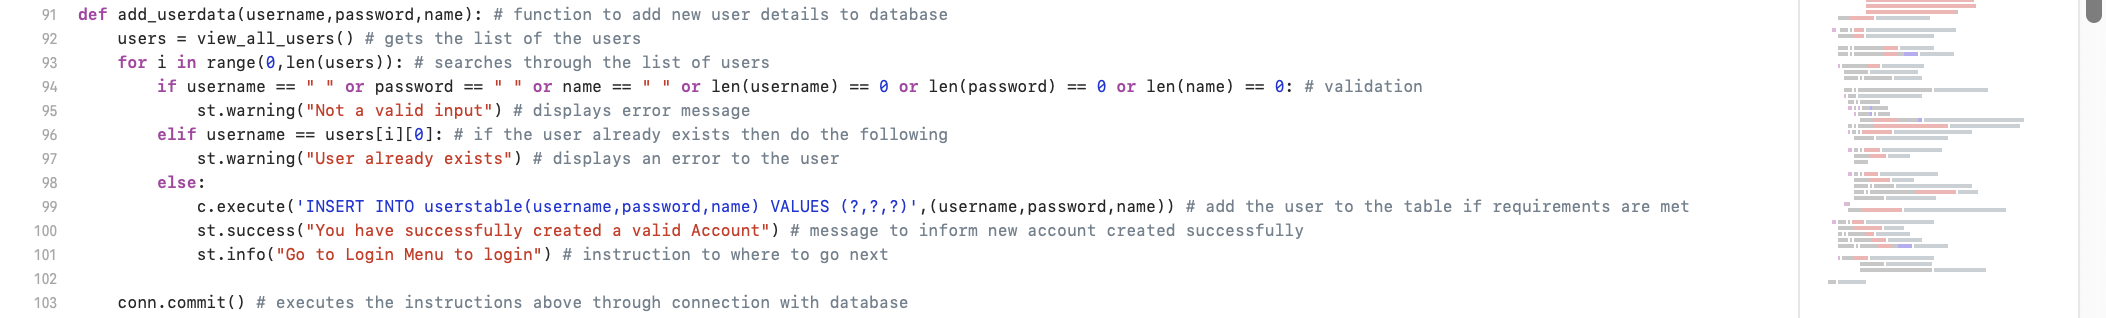 91 def add_userdata(username,password,name): # function to add new user details to database
92     users = view_all_users() # gets the list of the users
93     for i in range(0,len(users)): # searches through the list of users
94         if username == " " or password == " " or name == " " or len(username) == 0 or len(password) == 0 or len(name) == 0: # validation
95             st.warning("Not a valid input") # displays error message
96         elif username == users[i][0]: # if the user already exists then do the following
97             st.warning("User already exists") # displays an error to the user
98         else:
99             c.execute('INSERT INTO userstable(username,password,name) VALUES (?,?,?)',(username,password,name)) # add the user to the table if requirements are met
100             st.success("You have successfully created a valid Account") # message to inform new account created successfully
101             st.info("Go to Login Menu to login") # instruction to where to go next
102
103     conn.commit() # executes the instructions above through connection with database